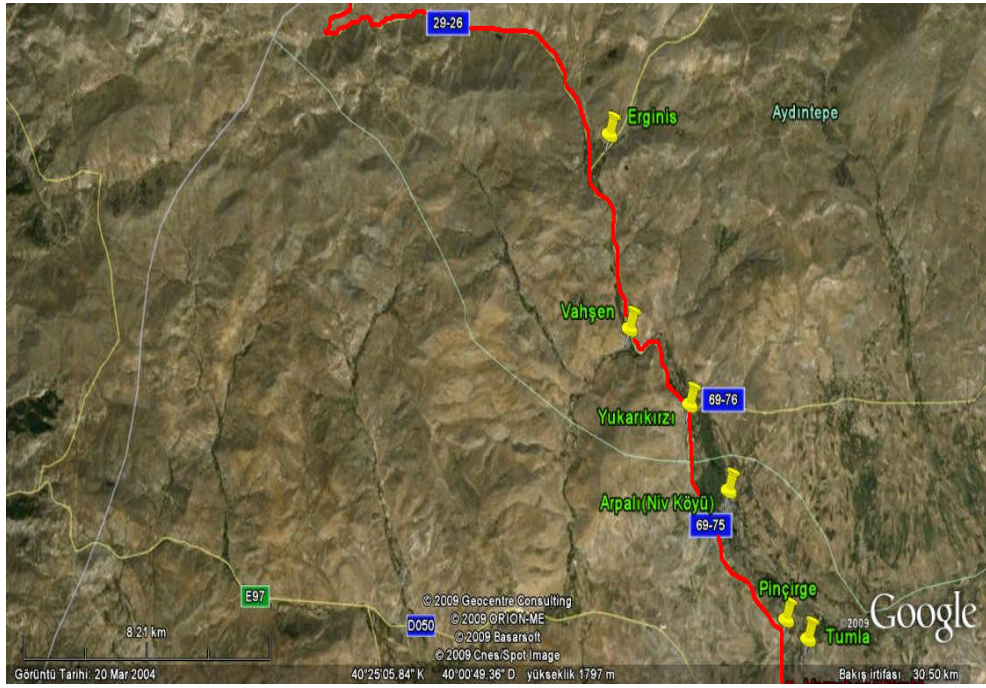 29-26
Erginis
Aydıntepe
Vahşen
69-76
Yukarıkırzı
Arpalı(Niv Köyü)
69-75
Pinçirge
E97
© 2009 Geocentre Consulting
D050
© 2009 ORION-ME
© 2009 Basarsoft
© 2009 Cnes/Spot Image
©2009 Google
Tumla
8.21 km
Görüntü Tarihi: 20 Mar 2004 40°25'05.84" K 40°00'49.36" D yükseklik 1797 m Bakış irtifası 30.50 km